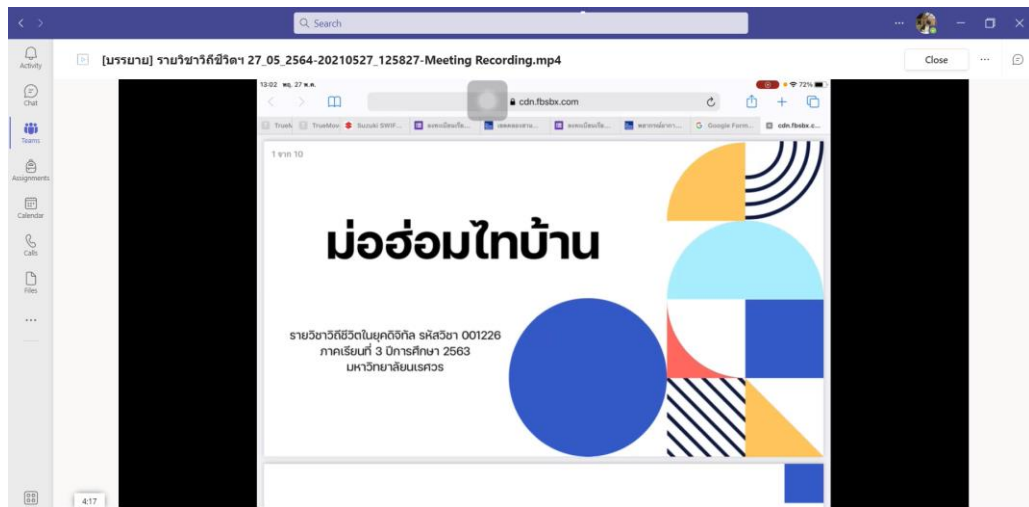 Search
Activity
Chat
Teams
Assignments
Calendar
Calls
Files
[บรรยาย] รายวิชาวิถีชีวิตฯ 27_05_2564-20210527_125827-Meeting Recording.mp4
Close
13:02 พฤ. 27 พ.ค.
cdn.fbsbx.com
72%
TrueMov
Suzuki SWIF...
Google Form...
cdn.fbsbx.c...
1 จาก 10
ม่อฮ่อมไทบ้าน
รายวิชาวิถีชีวิตในยุคดิจิทัล รหัสวิชา 001226
ภาคเรียนที่ 3 ปีการศึกษา 2563
มหาวิทยาลัยนเรศวร
4:17